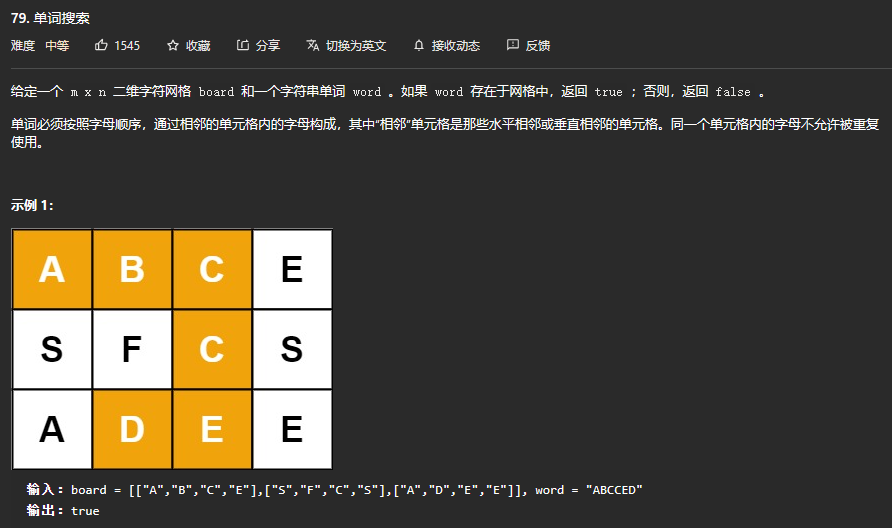 79. 单词搜索
难度 中等 1545 收藏 分享 切换为英文 接收动态 反馈
给定一个 m x n 二维字符网格 board 和一个字符串单词 word 。如果 word 存在于网格中，返回 true ；否则，返回 false 。
单词必须按照字母顺序，通过相邻的单元格内的字母构成，其中“相邻”单元格是那些水平相邻或垂直相邻的单元格。同一个单元格内的字母不允许被重复
使用。
示例 1：
A B C E
S F C S
A D E E
输入：board = [["A","B","C","E"],["S","F","C","S"],["A","D","E","E"]], word = "ABCCED"
输出：true